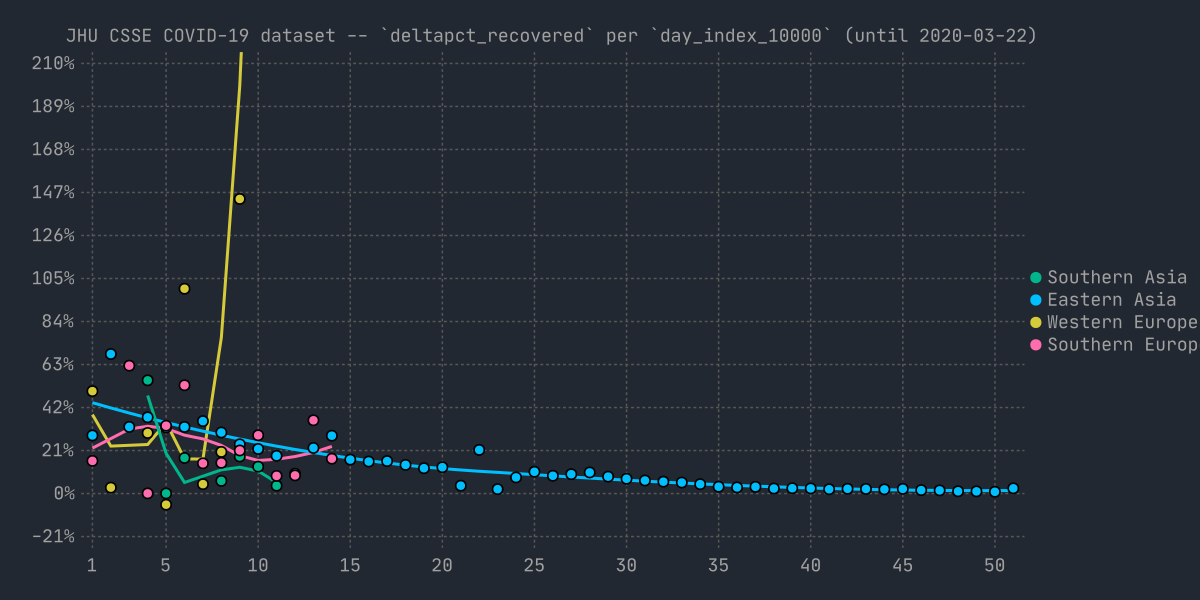 JHU CSSE COVID-19 dataset -- `deltapct_recovered` per `day_index_10000` (until 2020-03-22)
210%
189%
168%
147%
126%
105%
84%
63%
42%
21%
0%
-21%
1 5 10 15 20 25 30 35 40 45 50
Southern Asia
Eastern Asia
Western Europe
Southern Europ